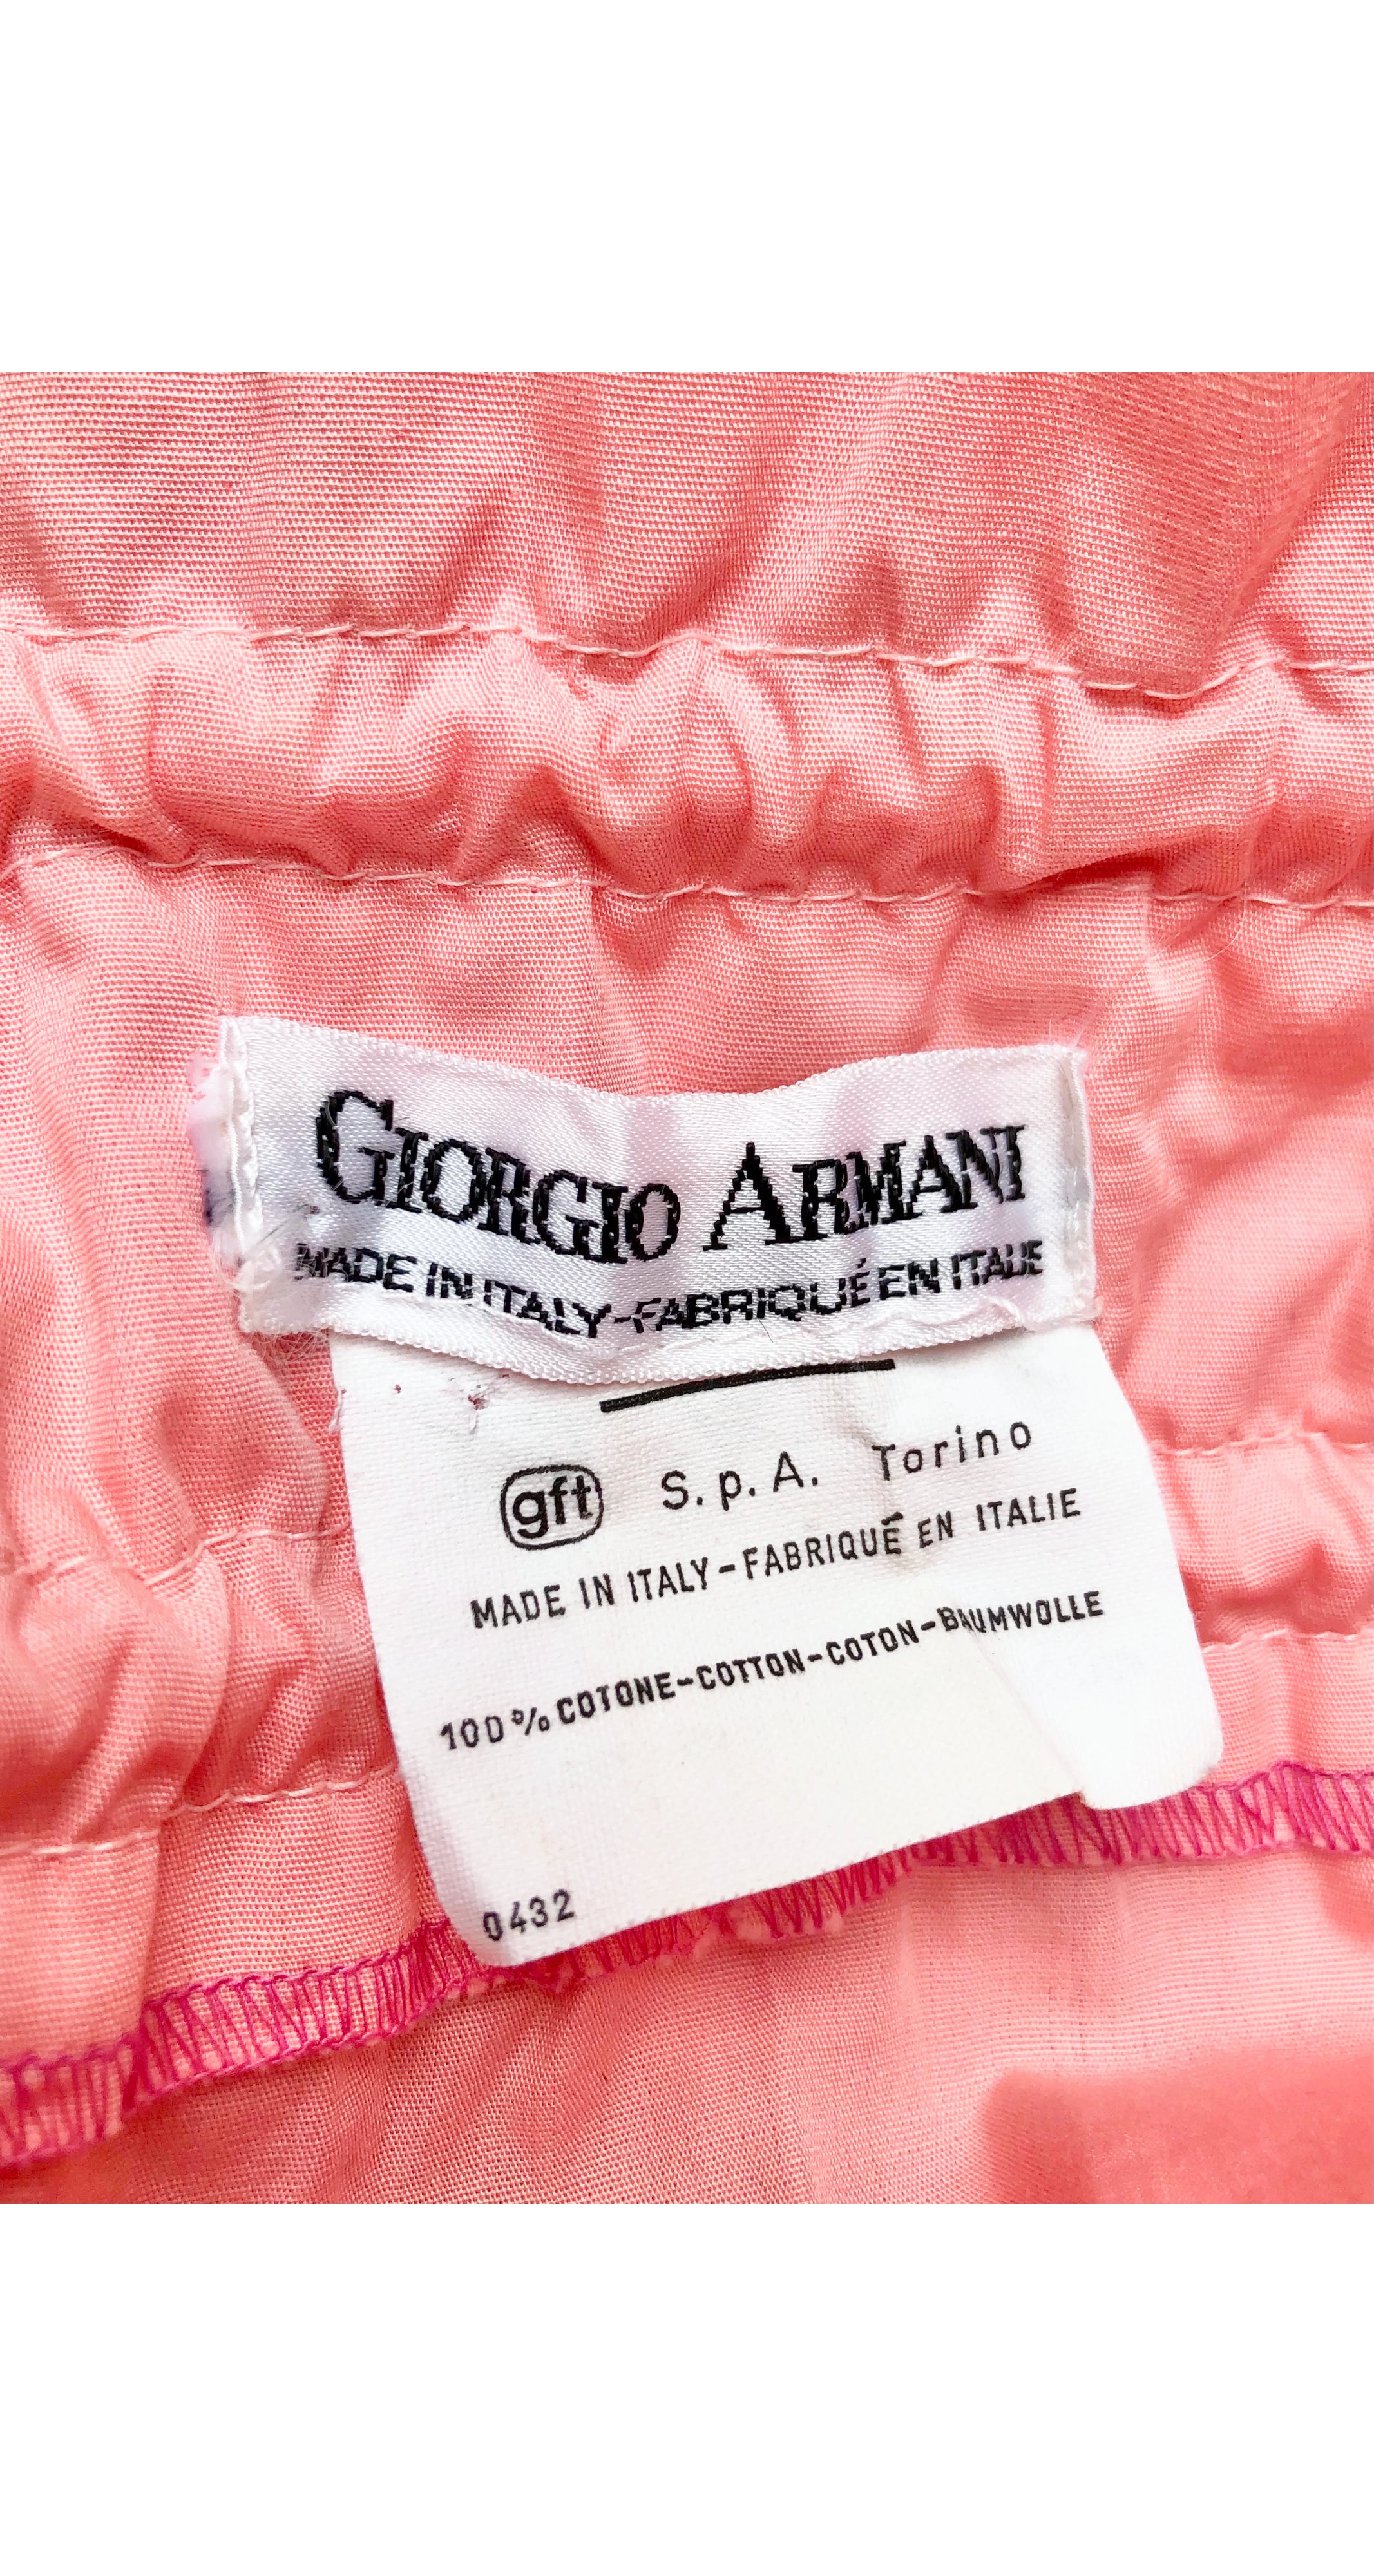 GIORGIO ARMANI
MADE IN ITALY-FABRIQUÉ EN ITALIE
gft S.p.A. Torino
MADE IN ITALY-FABRIQUÉ EN ITALIE
100% COTONE-COTTON-COTON-BAUMWOLLE
0432